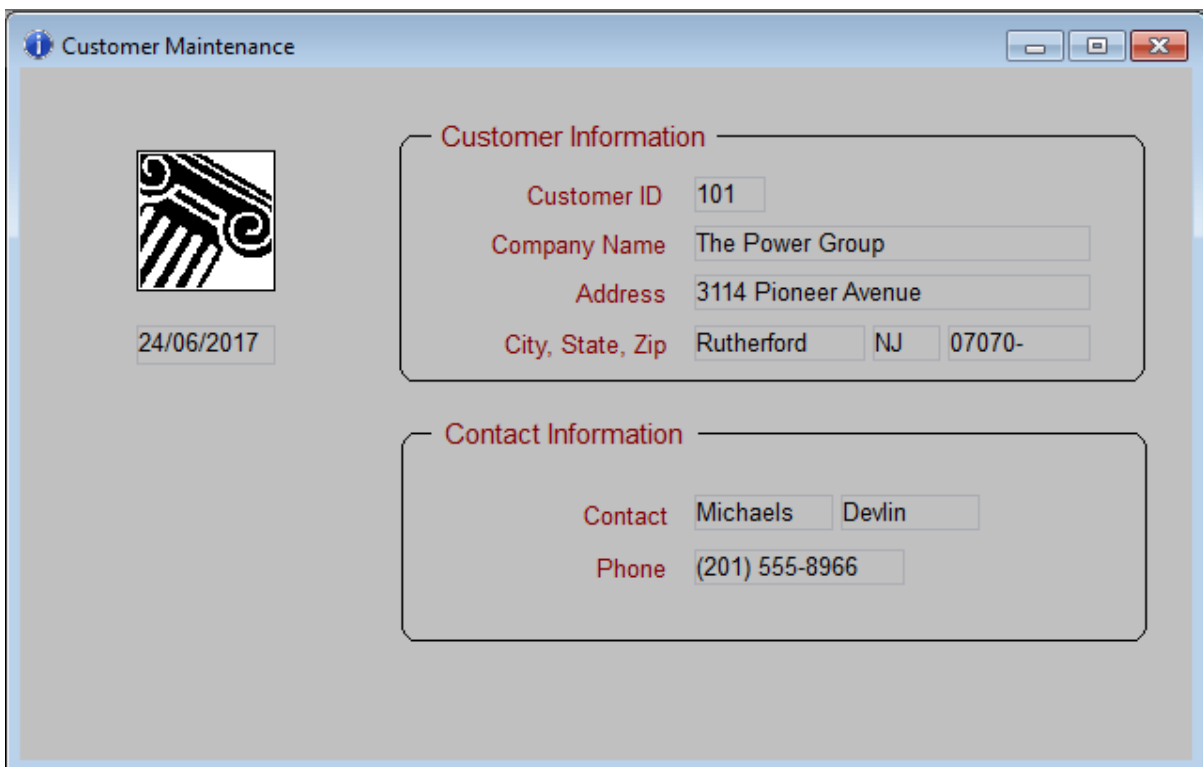 Customer Maintenance
Customer Information
Customer ID 101
Company Name The Power Group
Address 3114 Pioneer Avenue
24/06/2017
City, State, Zip Rutherford NJ 07070-
Contact Information
Contact Michaels Devlin
Phone (201) 555-8966